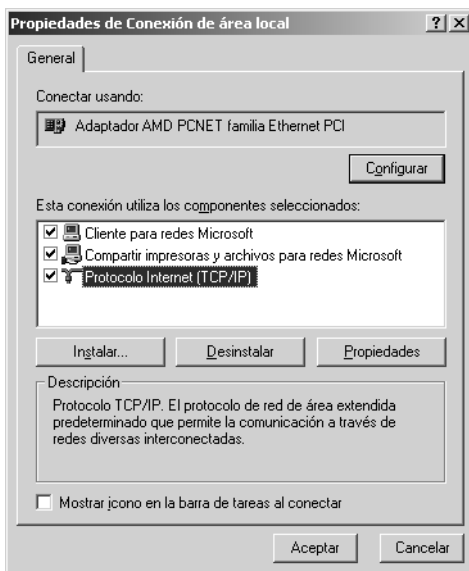 Propiedades de Conexión de área local
General
Conectar usando:
Adaptador AMD PCNET familia Ethernet PCI
Configurar
Esta conexión utiliza los componentes seleccionados:
Cliente para redes Microsoft
Compartir impresoras y archivos para redes Microsoft
Protocolo Internet (TCP/IP)
Instalar... Desinstalar Propiedades
Descripción
Protocolo TCP/IP. El protocolo de red de área extendida
predeterminado que permite la comunicación a través de
redes diversas interconectadas.
Mostrar icono en la barra de tareas al conectar
Aceptar Cancelar